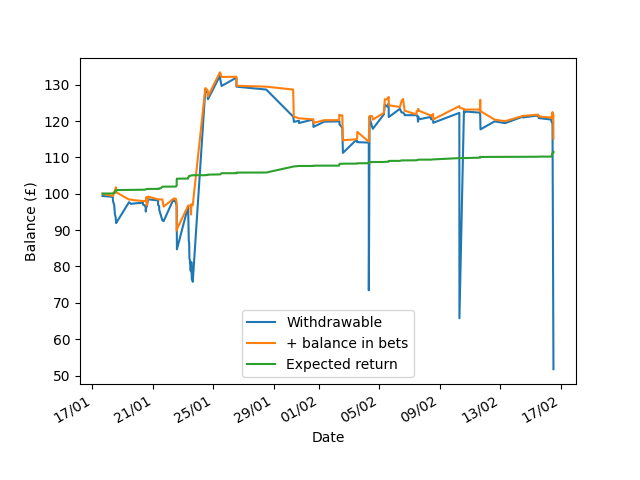 130
120
110
100
90
80
70
60
50
Balance (£)
Withdrawable
+ balance in bets
Expected return
17/01 21/01 25/01 29/01 01/02 05/02 09/02 13/02 17/02
Date